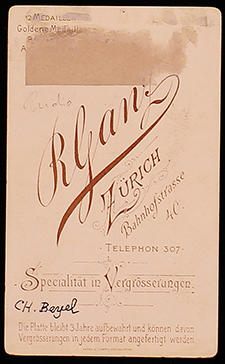 12 MEDAILLEN
Goldene Medaille
R Ganz
ZÜRICH
Bahnhofstrasse
40.
TELEPHON 307
Specialität in Vergrösserungen.
CH. Beyel
Die Platte bleibt 3 Jahre aufbewahrt und können davon
Vergrösserungen in jedem Format angefertigt werden.